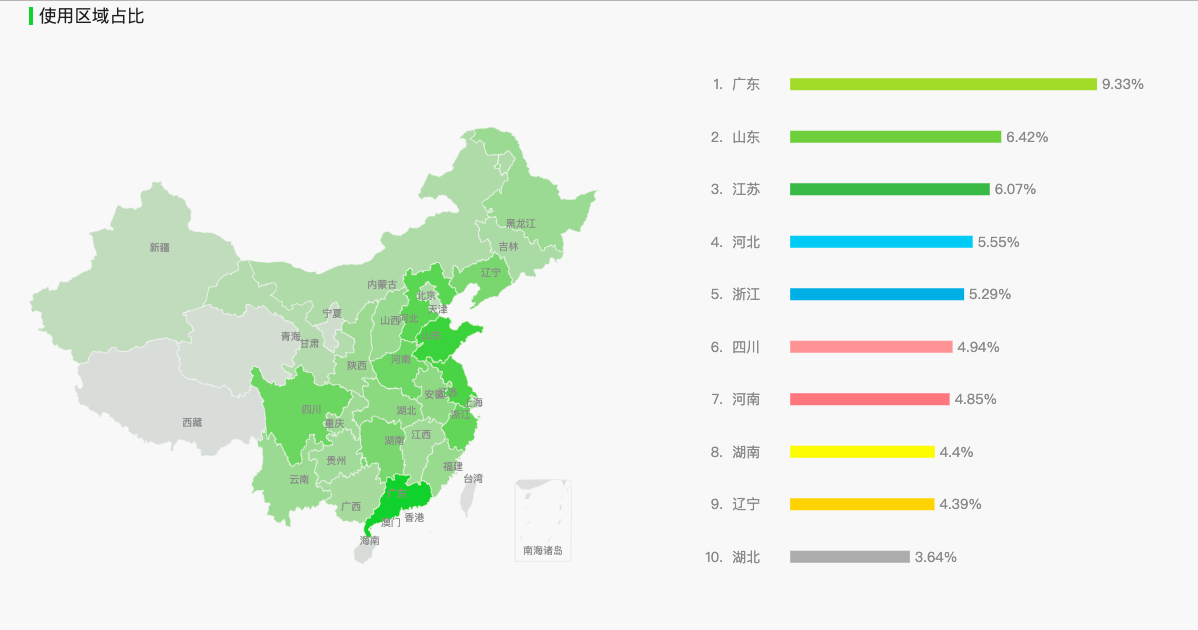 使用区域占比
1. 广东 9.33%
2. 山东 6.42%
3. 江苏 6.07%
4. 河北 5.55%
5. 浙江 5.29%
6. 四川 4.94%
7. 河南 4.85%
8. 湖南 4.4%
9. 辽宁 4.39%
10. 湖北 3.64%
黑龙江
吉林
新疆
辽宁
内蒙古
北京
天津
宁夏
山西
河北
青海
甘肃
山东
陕西
河南
安徽
江苏
上海
四川
湖北
浙江
西藏
重庆
江西
湖南
贵州
福建
云南
台湾
广东
广西
香港
澳门
海南
南海诸岛